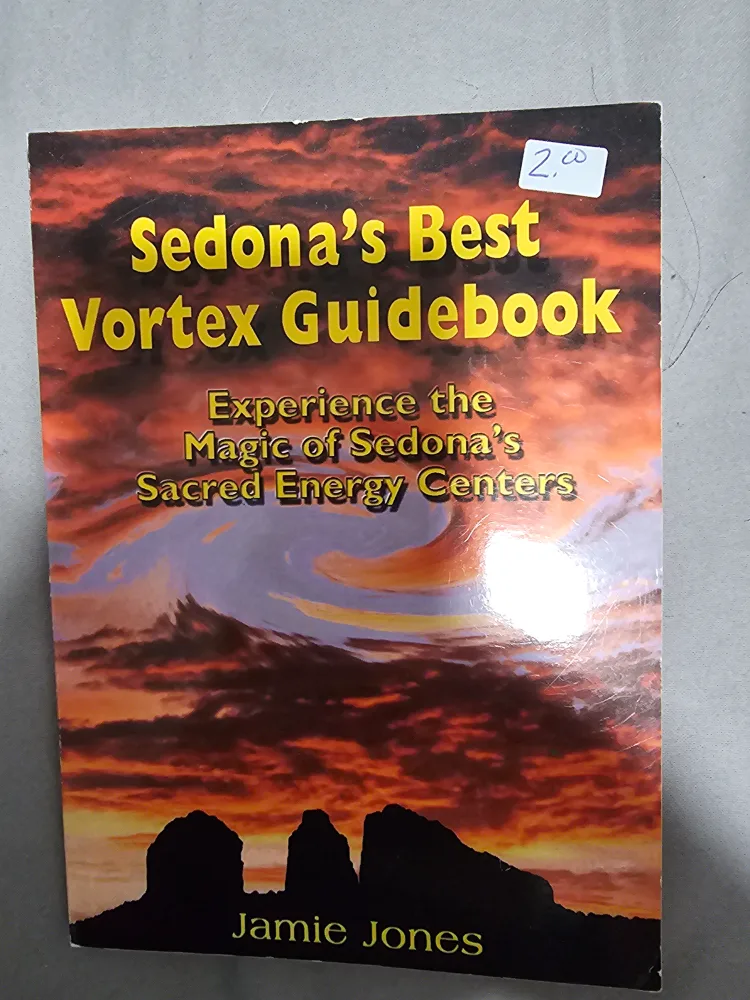 2.00
Sedona's Best
Vortex Guidebook
Experience the
Magic of Sedona's
Sacred Energy Centers
Jamie Jones